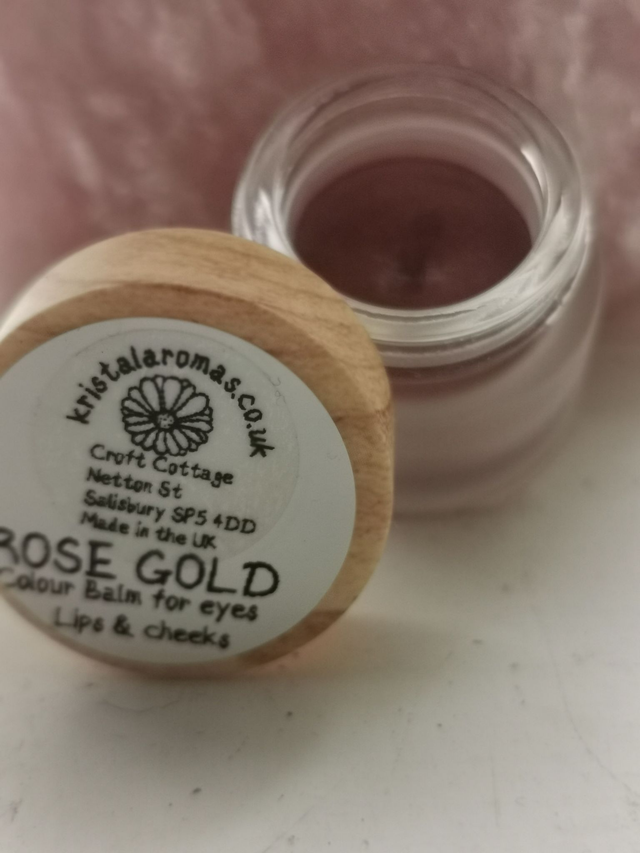 kristalaromas.co.uk
Croft Cottage
Netton St
Salisbury SP5 4DD
Made in the UK
ROSE GOLD
Colour Balm for eyes
Lips & cheeks